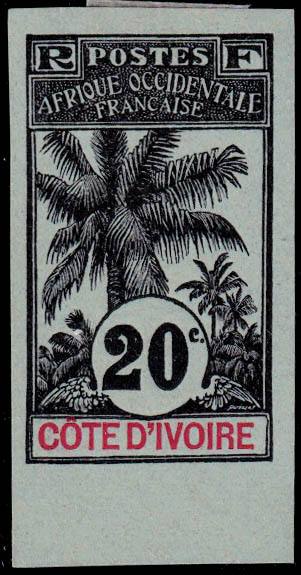 R POSTES F
AFRIQUE OCCIDENTALE
FRANÇAISE
20c.
CÔTE D'IVOIRE